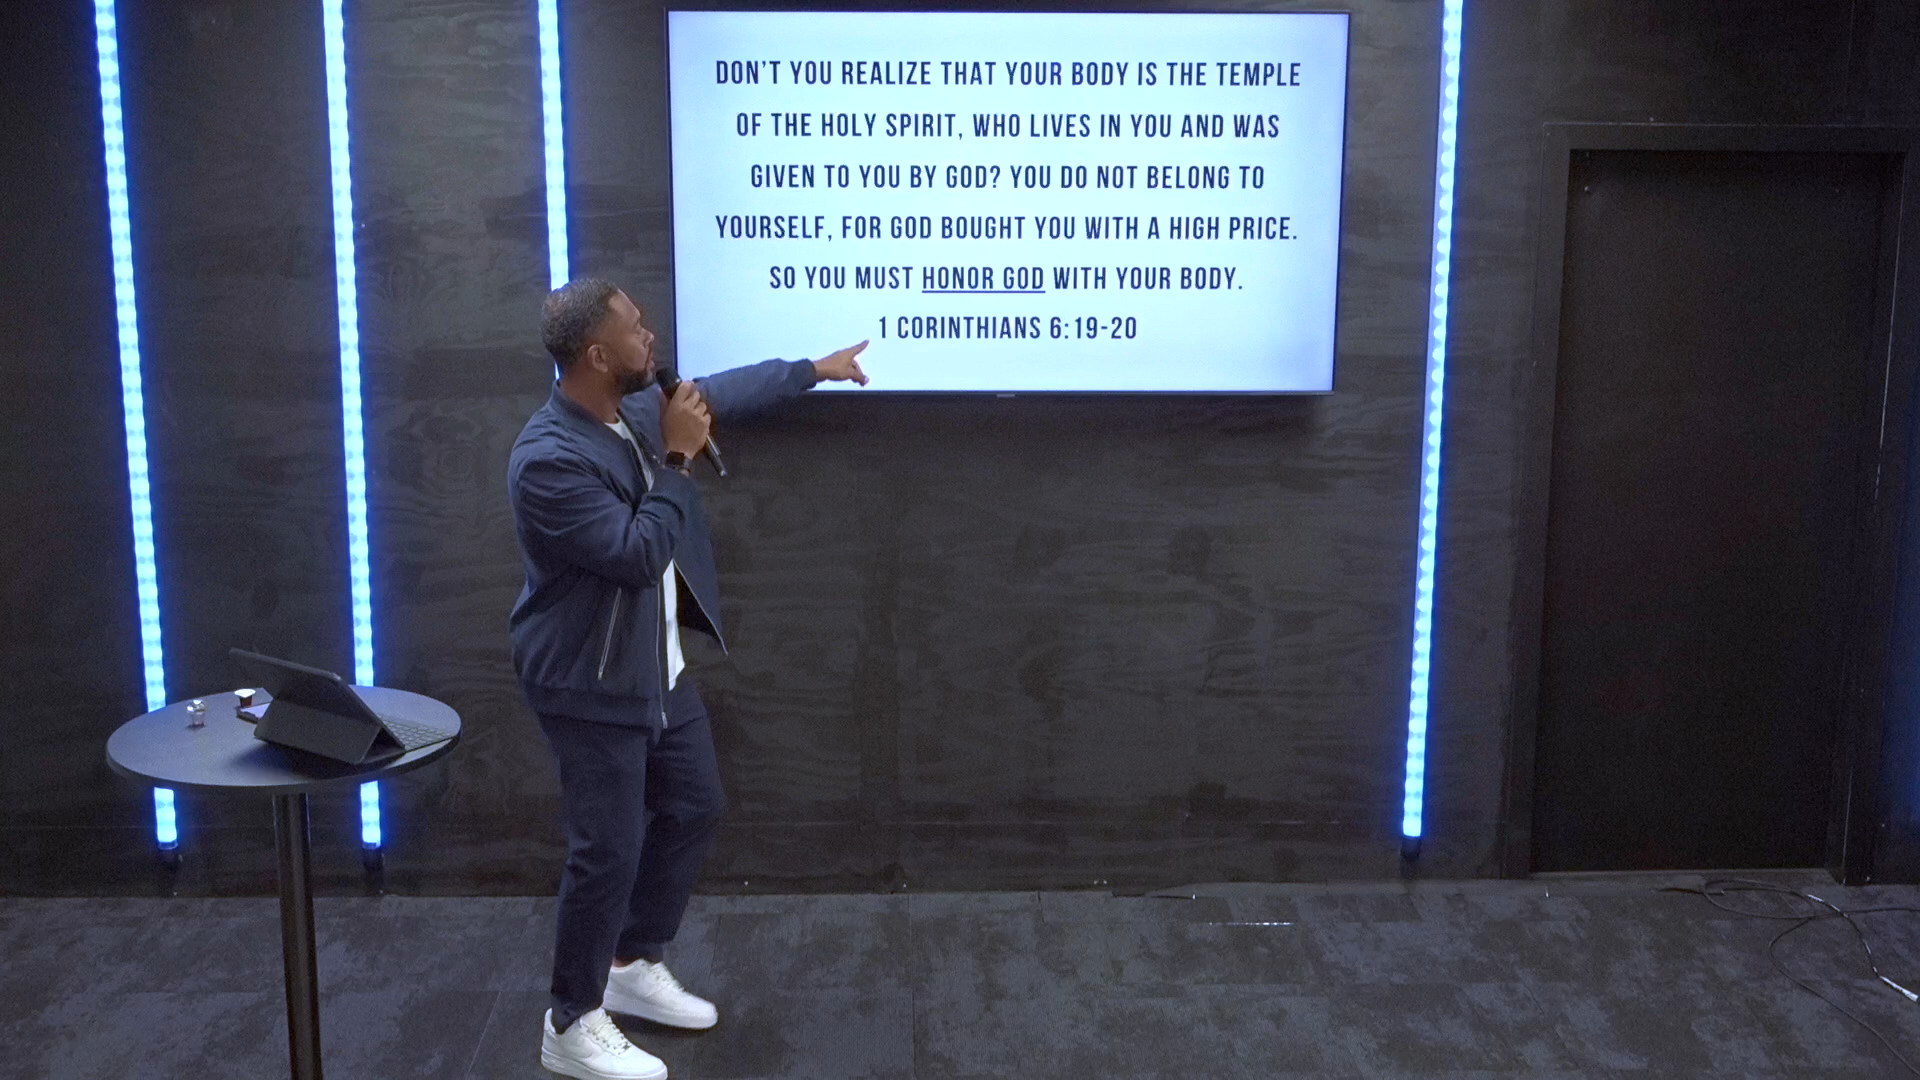 DON'T YOU REALIZE THAT YOUR BODY IS THE TEMPLE
OF THE HOLY SPIRIT, WHO LIVES IN YOU AND WAS
GIVEN TO YOU BY GOD? YOU DO NOT BELONG TO
YOURSELF, FOR GOD BOUGHT YOU WITH A HIGH PRICE.
SO YOU MUST HONOR GOD WITH YOUR BODY.
1 CORINTHIANS 6:19-20